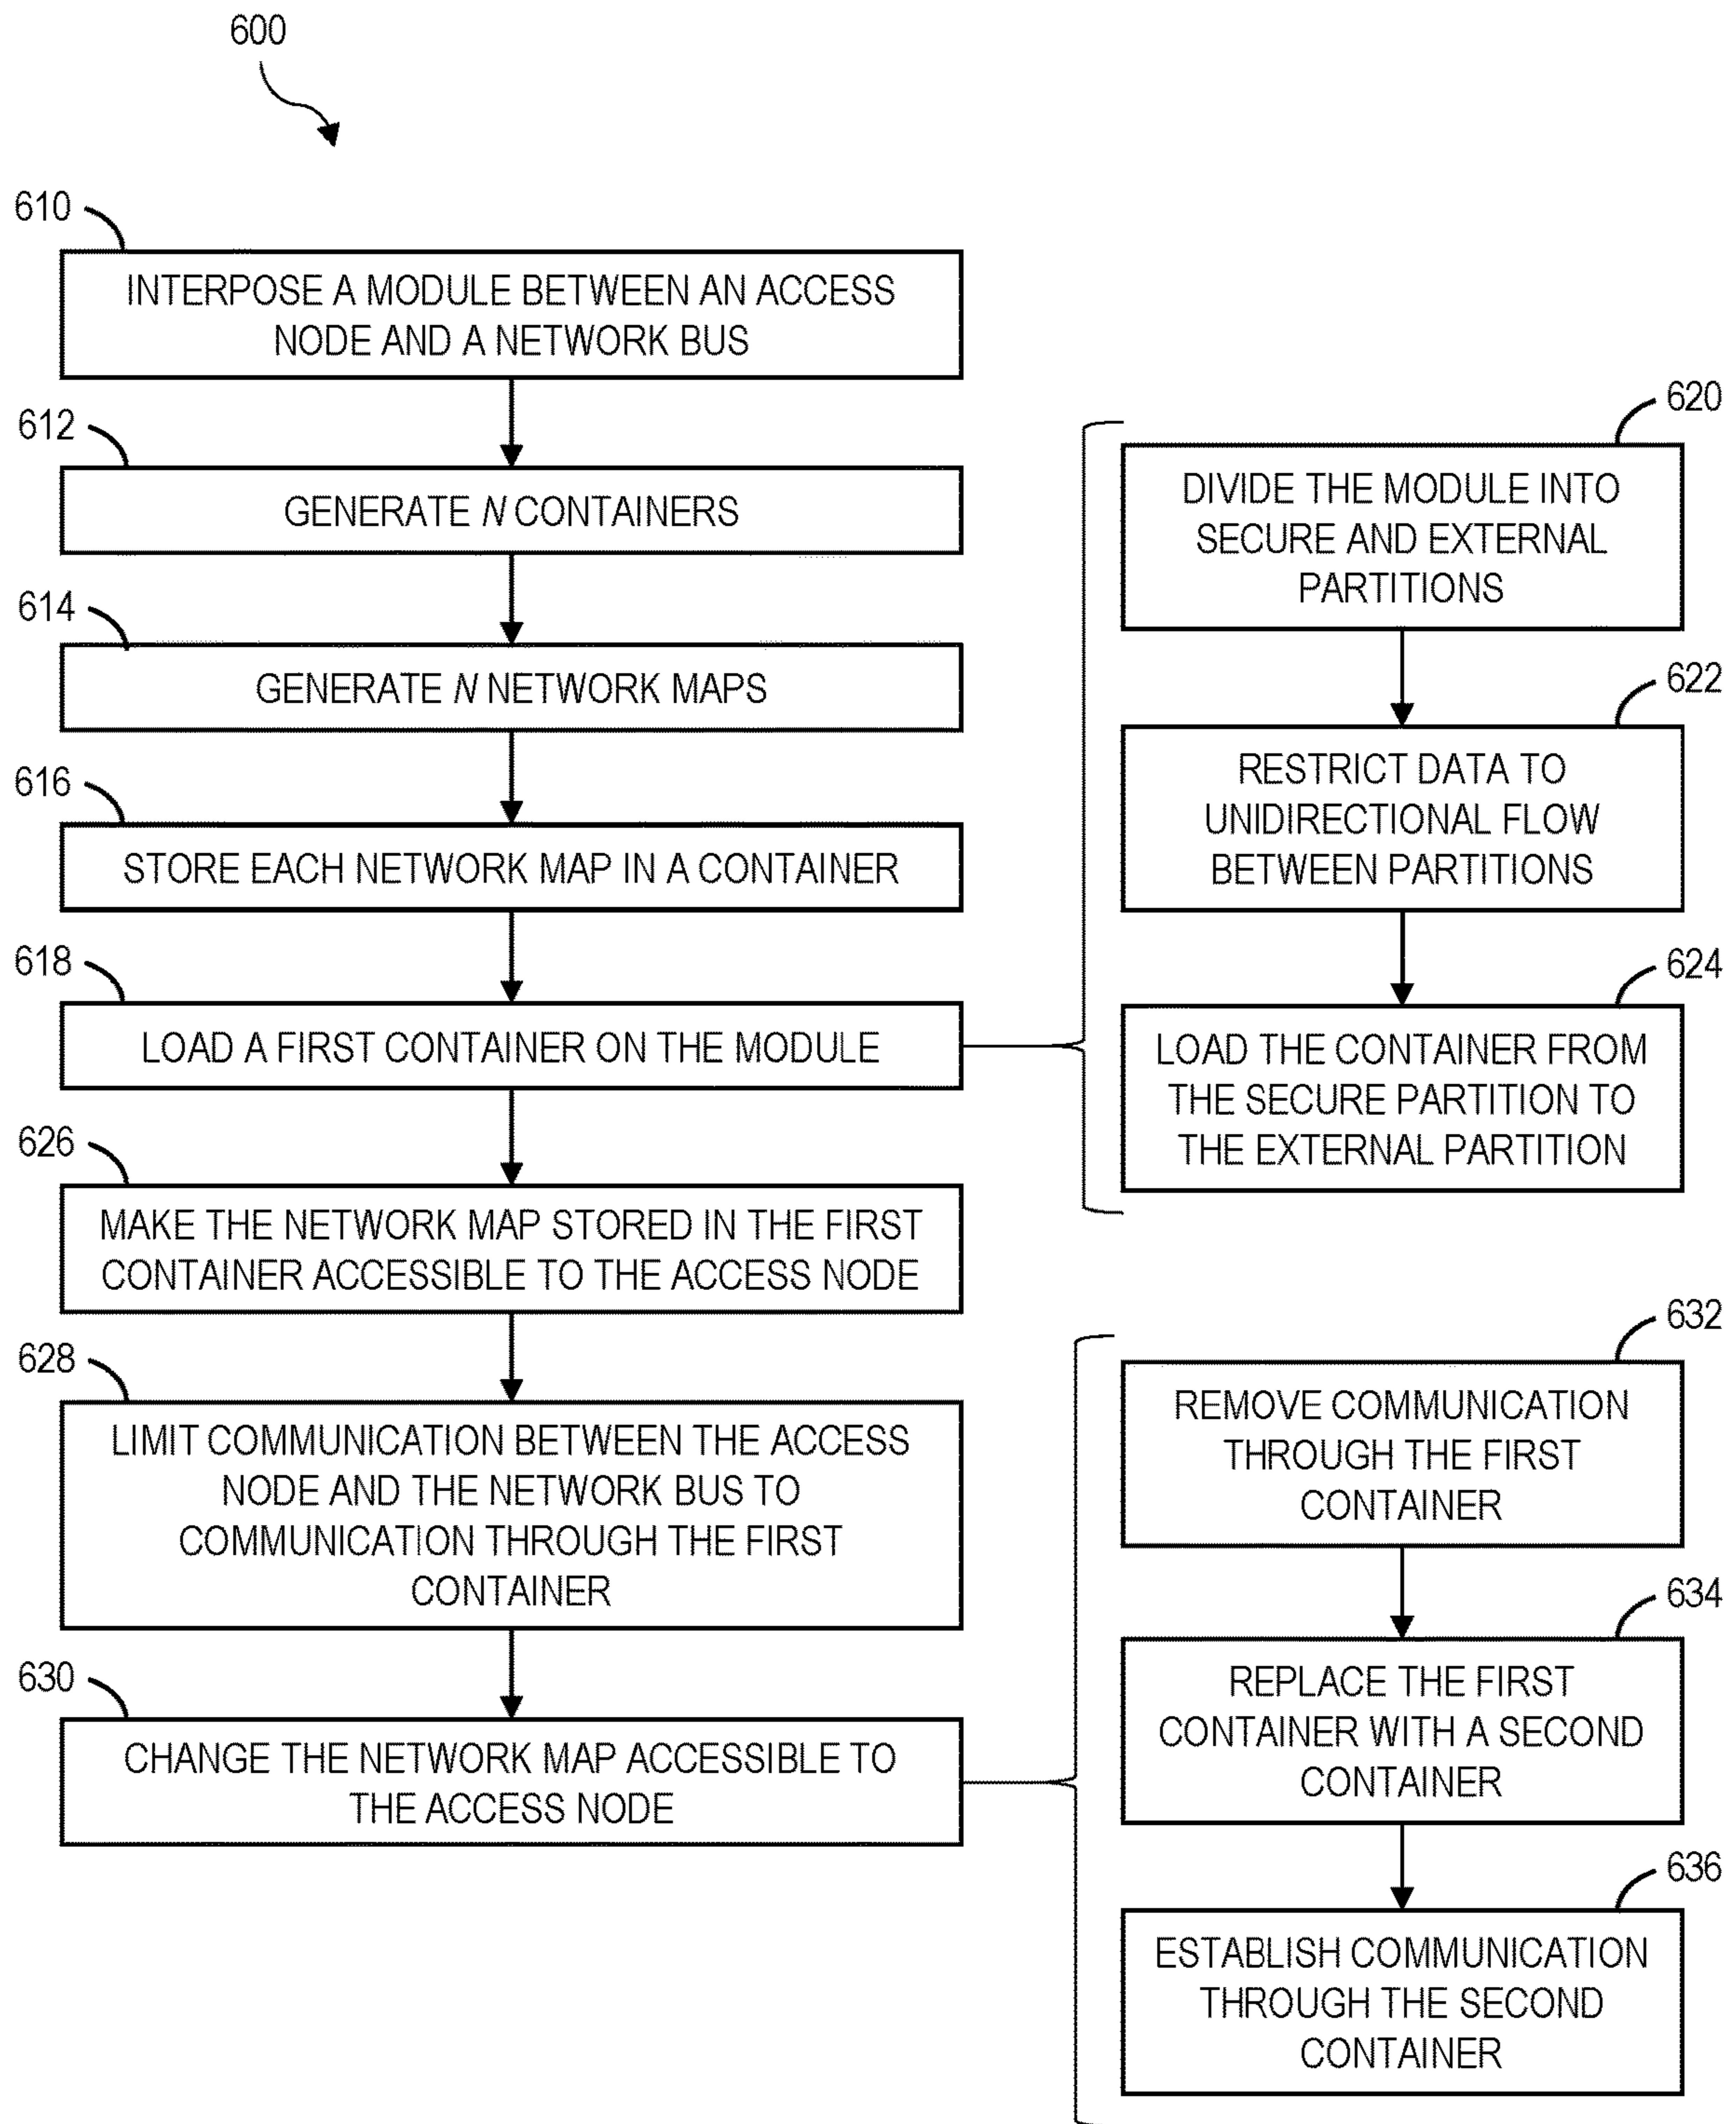 600
610
INTERPOSE A MODULE BETWEEN AN ACCESS
NODE AND A NETWORK BUS
612
GENERATE N CONTAINERS
614
GENERATE N NETWORK MAPS
616
STORE EACH NETWORK MAP IN A CONTAINER
618
LOAD A FIRST CONTAINER ON THE MODULE
620
DIVIDE THE MODULE INTO
SECURE AND EXTERNAL
PARTITIONS
622
RESTRICT DATA TO
UNIDIRECTIONAL FLOW
BETWEEN PARTITIONS
624
LOAD THE CONTAINER FROM
THE SECURE PARTITION TO
THE EXTERNAL PARTITION
626
MAKE THE NETWORK MAP STORED IN THE FIRST
CONTAINER ACCESSIBLE TO THE ACCESS NODE
628
LIMIT COMMUNICATION BETWEEN THE ACCESS
NODE AND THE NETWORK BUS TO
COMMUNICATION THROUGH THE FIRST
CONTAINER
630
CHANGE THE NETWORK MAP ACCESSIBLE TO
THE ACCESS NODE
632
REMOVE COMMUNICATION
THROUGH THE FIRST
CONTAINER
634
REPLACE THE FIRST
CONTAINER WITH A SECOND
CONTAINER
636
ESTABLISH COMMUNICATION
THROUGH THE SECOND
CONTAINER